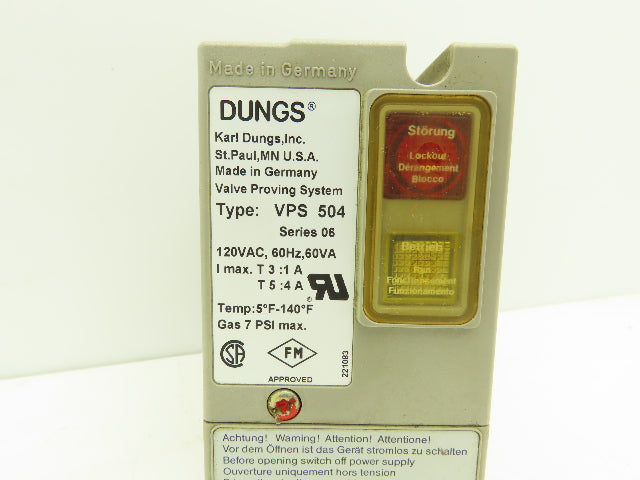 Made in Germany
DUNGS®
Karl Dungs,Inc.
St.Paul,MN U.S.A.
Made in Germany
Valve Proving System
Type: VPS 504
Series 06
120VAC, 60Hz,60VA
I max. T 3 :1 A
T 5 :4 A
Temp:5°F-140°F
Gas 7 PSI max.
RU®
SA
FM
APPROVED
221083
Störung
Lockout
Dérangement
Blocco
Betrieb
Run
Fonctionnement
Funzionamento
Achtung! Warning! Attention! Attentione!
Vor dem Öffnen ist das Gerät stromlos zu schalten
Before opening switch off power supply
Ouverture uniquement hors tension